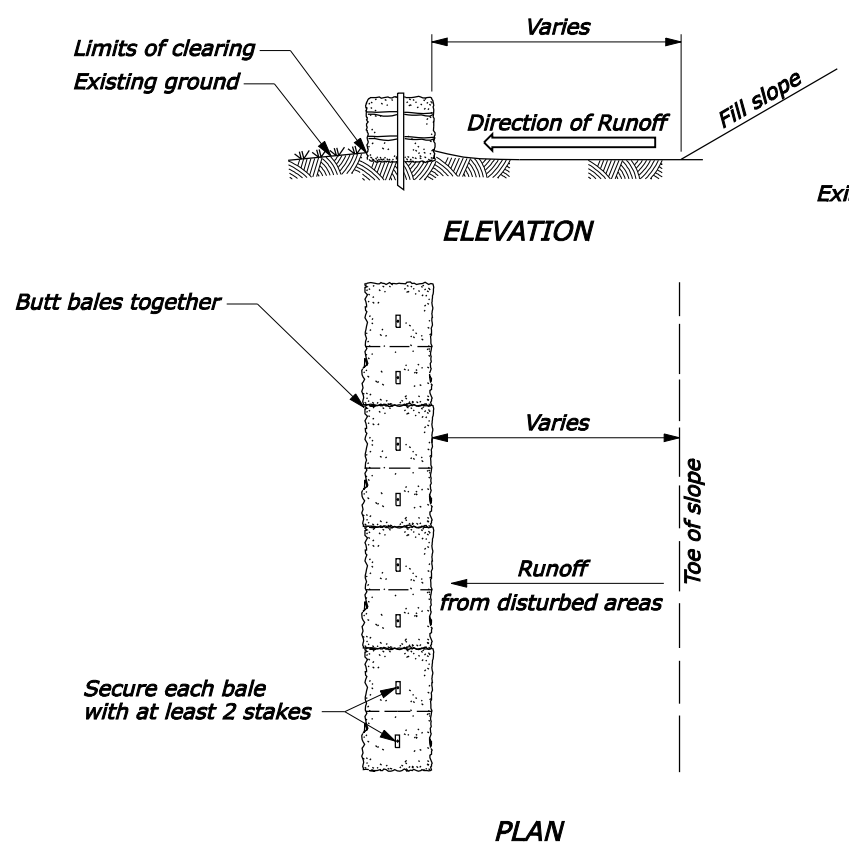 Varies
Limits of clearing
Existing ground
Fill slope
Direction of Runoff
ELEVATION
Butt bales together
Varies
Toe of slope
Runoff
from disturbed areas
Secure each bale
with at least 2 stakes
PLAN